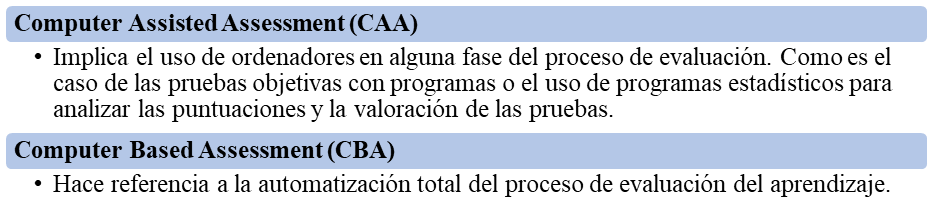 Computer Assisted Assessment (CAA)
• Implica el uso de ordenadores en alguna fase del proceso de evaluación. Como es el
caso de las pruebas objetivas con programas o el uso de programas estadísticos para
analizar las puntuaciones y la valoración de las pruebas.
Computer Based Assessment (CBA)
• Hace referencia a la automatización total del proceso de evaluación del aprendizaje.